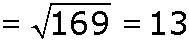 = √169 = 13